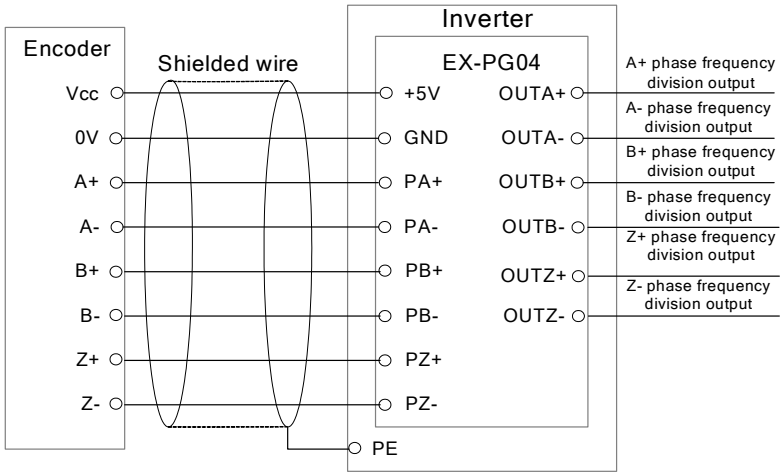 Inverter
Encoder
Shielded wire
EX-PG04
Vcc
+5V
OUTA+
A+ phase frequency
division output
0V
GND
OUTA-
A- phase frequency
division output
A+
PA+
OUTB+
B+ phase frequency
division output
A-
PA-
OUTB-
B- phase frequency
division output
B+
PB+
OUTZ+
Z+ phase frequency
division output
B-
PB-
OUTZ-
Z- phase frequency
division output
Z+
PZ+
Z-
PZ-
PE